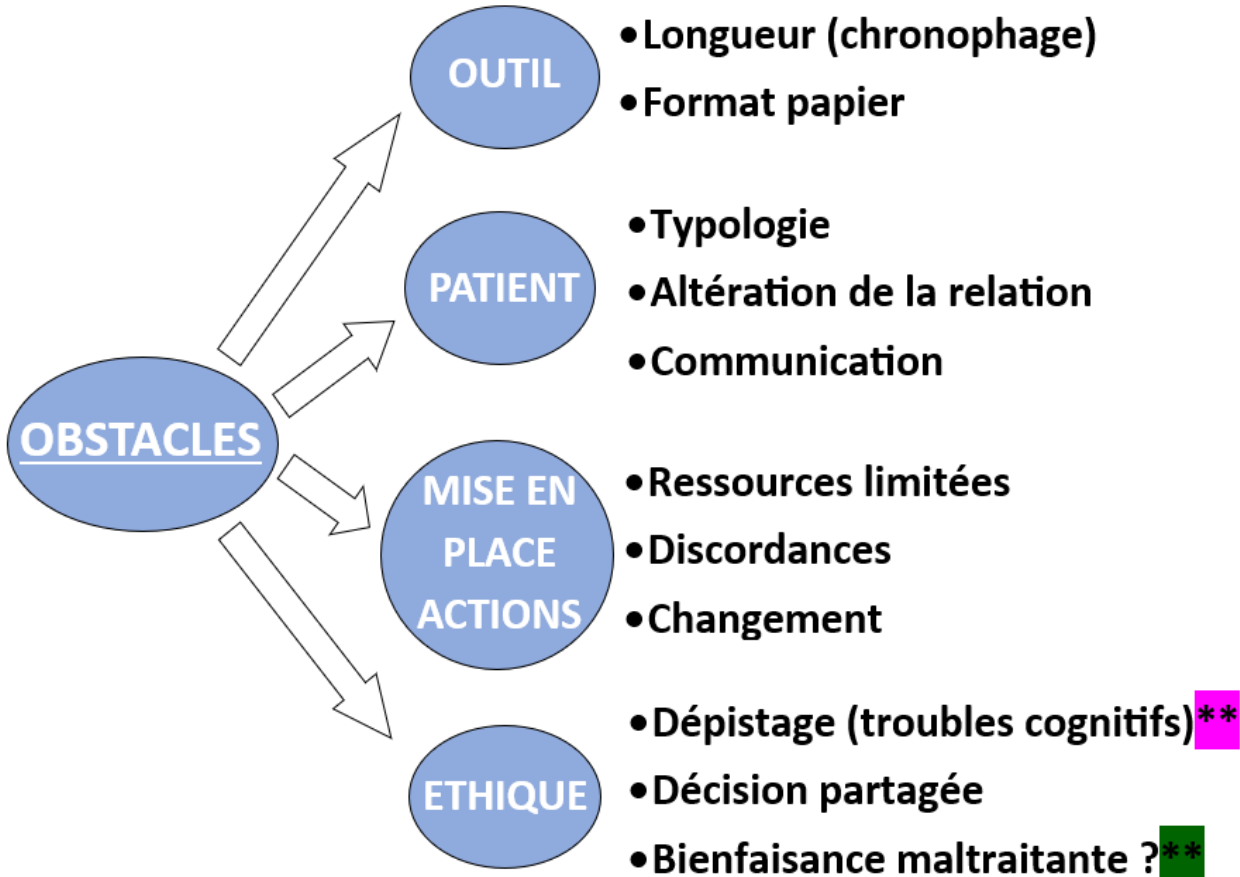 OBSTACLES
OUTIL
•Longueur (chronophage)
•Format papier
PATIENT
•Typologie
•Altération de la relation
•Communication
MISE EN
PLACE
ACTIONS
•Ressources limitées
•Discordances
•Changement
ETHIQUE
•Dépistage (troubles cognitifs)**
•Décision partagée
•Bienfaisance maltraitante ?**